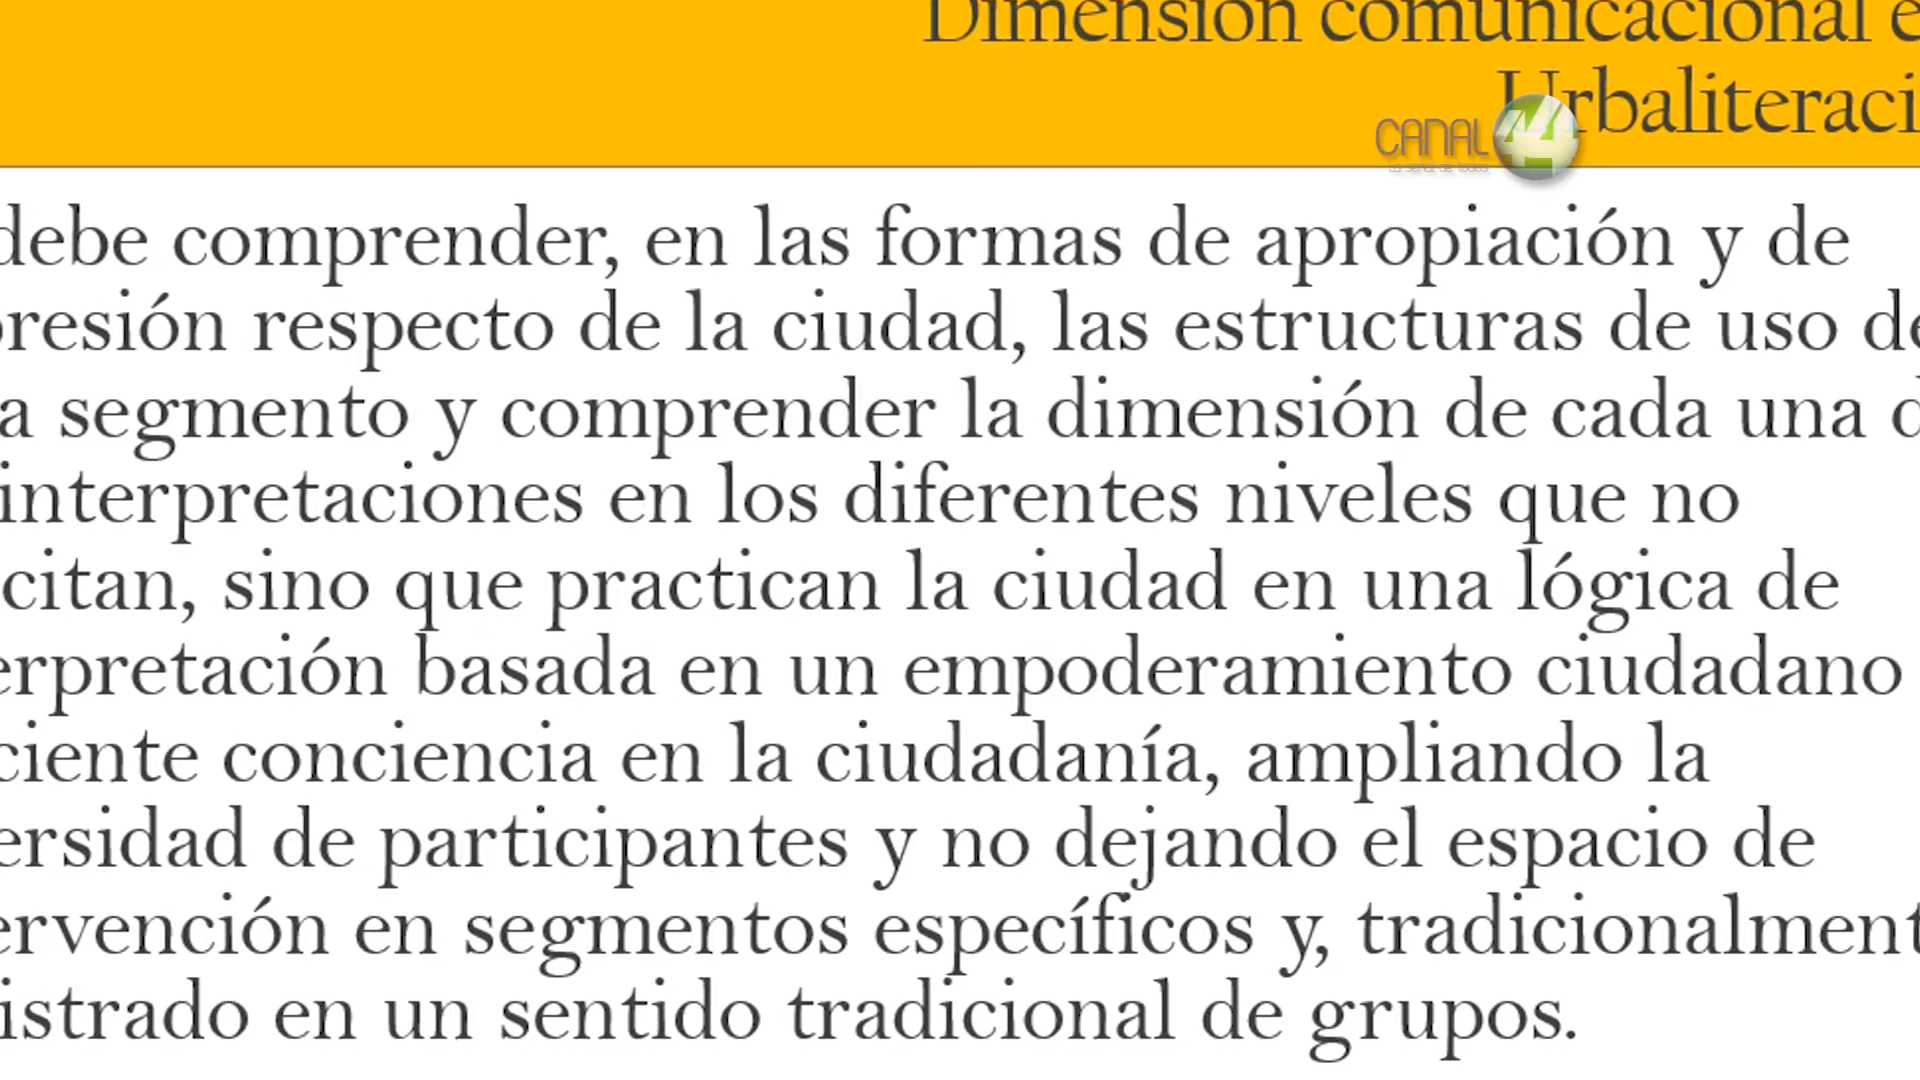 Dimensión comunicacional e
Urbaliteraci
CANAL 44
debe comprender, en las formas de apropiación y de
presión respecto de la ciudad, las estructuras de uso de
a segmento y comprender la dimensión de cada una d
interpretaciones en los diferentes niveles que no
citan, sino que practican la ciudad en una lógica de
erpretación basada en un empoderamiento ciudadano
ciente conciencia en la ciudadanía, ampliando la
ersidad de participantes y no dejando el espacio de
ervención en segmentos específicos y, tradicionalment
istrado en un sentido tradicional de grupos.